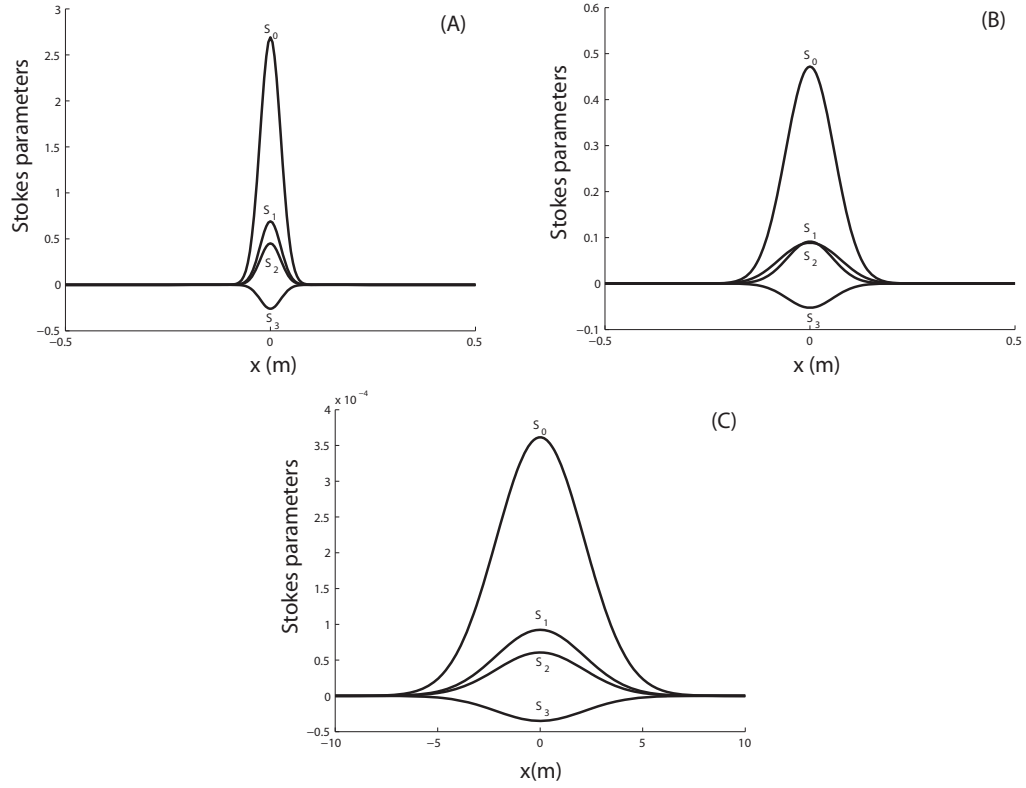 (A)
Stokes parameters
3
2.5
2
1.5
1
0.5
0
−0.5
S0
S1
S2
S3
−0.5
0
0.5
x (m)
(B)
Stokes parameters
0.6
0.5
0.4
0.3
0.2
0.1
0
−0.1
S0
S1
S2
S3
−0.5
0
0.5
x (m)
(C)
Stokes parameters
x 10−4
4
3.5
3
2.5
2
1.5
1
0.5
0
−0.5
S0
S1
S2
S3
−10
−5
0
5
10
x(m)